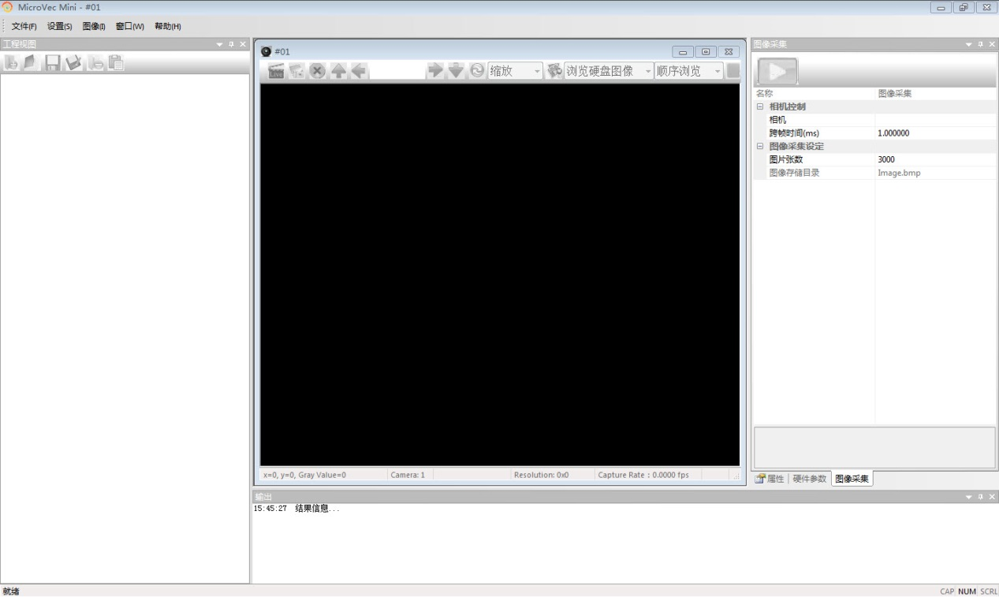 MicroVec Mini - #01
文件(F) 设置(S) 图像(I) 窗口(W) 帮助(H)
工程视图
#01
缩放 浏览硬盘图像 顺序浏览
x=0, y=0, Gray Value=0 Camera: 1 Resolution: 0x0 Capture Rate : 0.0000 fps
图像采集
名称 图像采集
相机控制
相机
跨帧时间(ms) 1.000000
图像采集设定
图片张数 3000
图像存储目录 Image.bmp
属性 硬件参数 图像采集
输出
15:45:27 结果信息...
就绪 CAP NUM SCRL